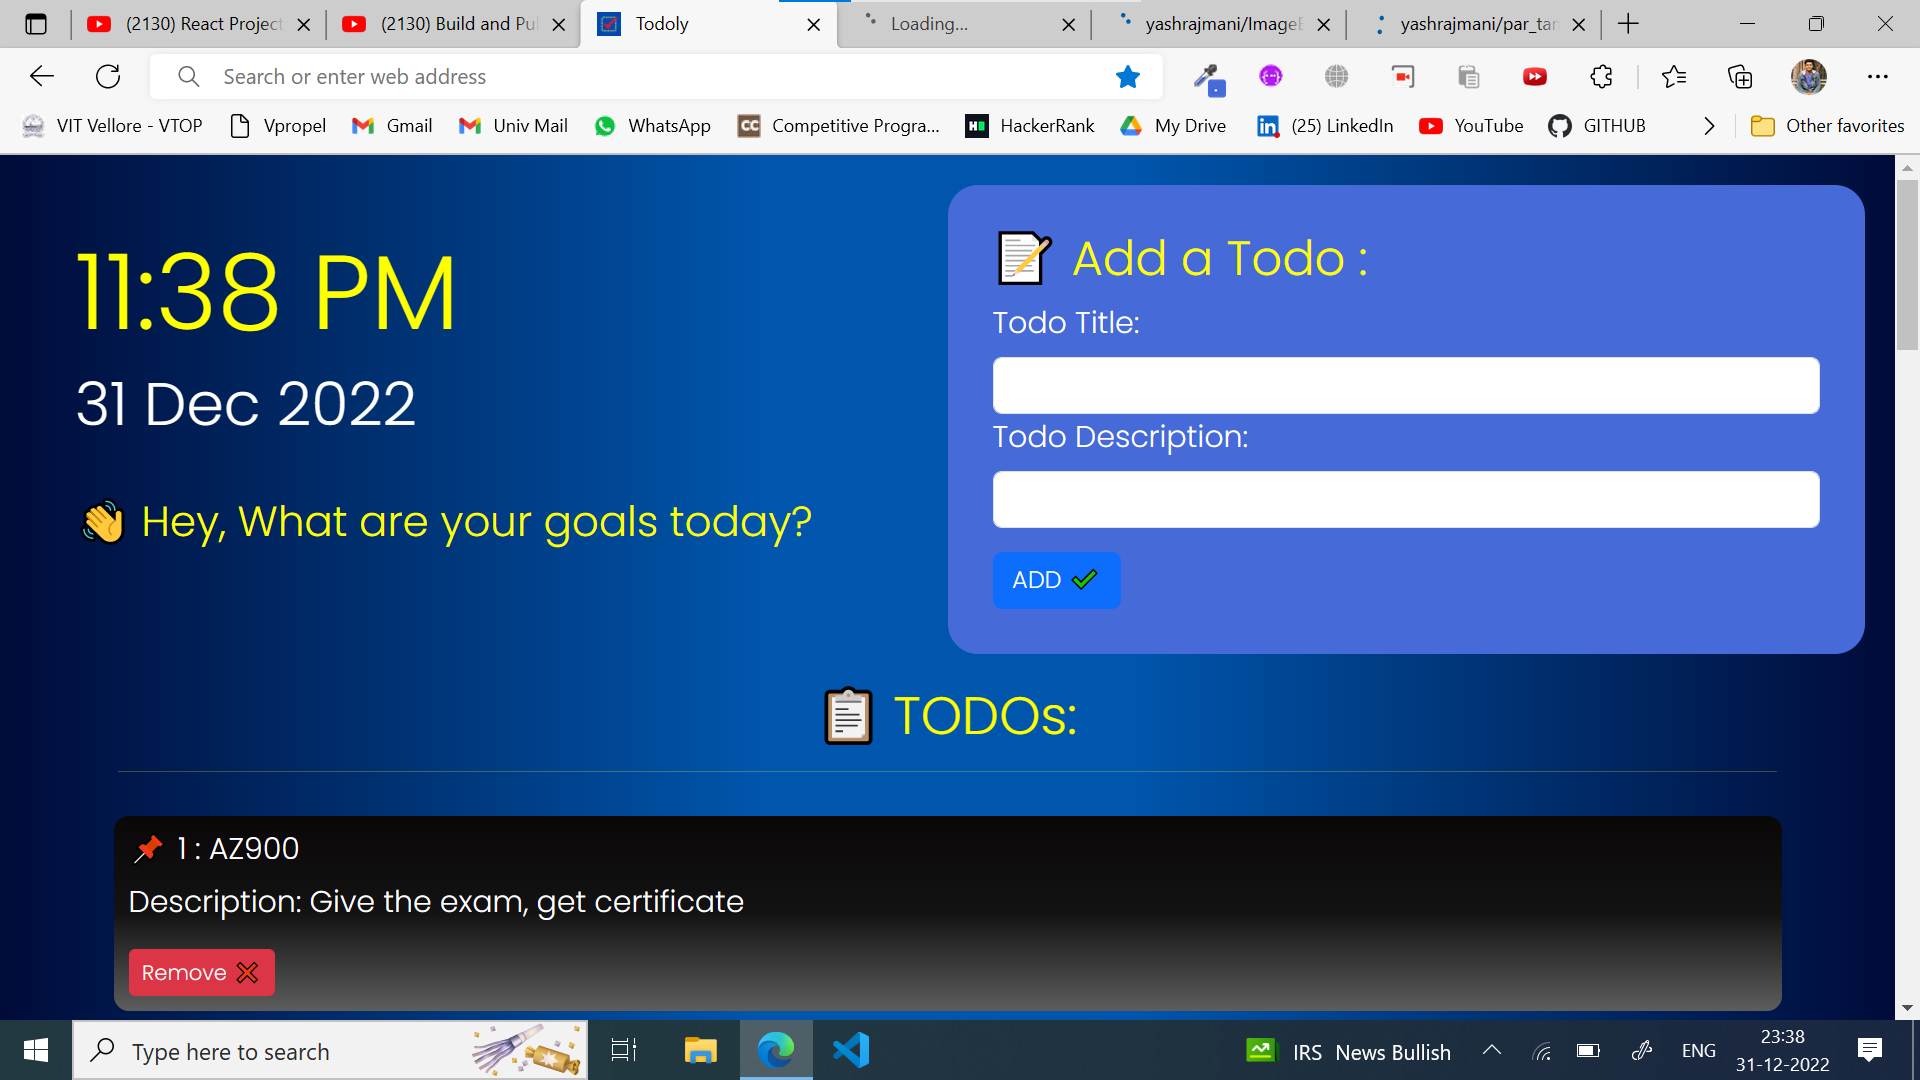 (2130) React Project
(2130) Build and Pu
Todoly
Loading...
yashrajmani/Image
yashrajmani/par_ta
Search or enter web address
VIT Vellore - VTOP
Vpropel
Gmail
Univ Mail
WhatsApp
Competitive Progra...
HackerRank
My Drive
(25) LinkedIn
YouTube
GITHUB
Other favorites
11:38 PM
31 Dec 2022
Hey, What are your goals today?
Add a Todo :
Todo Title:
Todo Description:
ADD
TODOs:
1 : AZ900
Description: Give the exam, get certificate
Remove
Type here to search
IRS News Bullish
ENG
23:38
31-12-2022